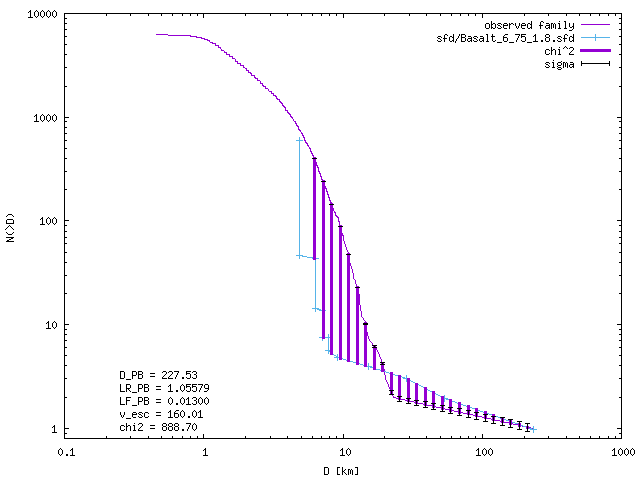 10000
1000
100
10
1
N(>D)
observed family
sfd/Basalt_6_75_1.8.sfd
chi^2
sigma
D_PB = 227.53
LR_PB = 1.05579
LF_PB = 0.01300
v_esc = 160.01
chi2 = 888.70
0.1 1 10 100 1000
D [km]